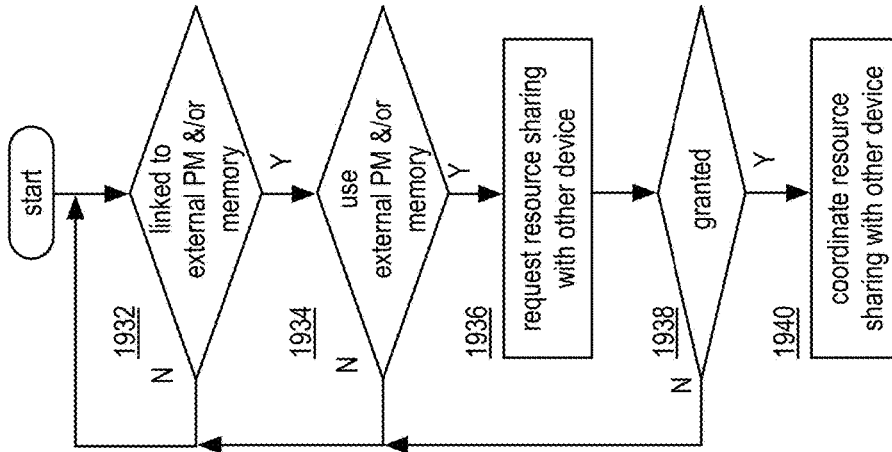 start
linked to
external PM &/or
memory
1932
N
Y
use
external PM &/or
memory
1934
N
Y
request resource sharing
with other device
1936
granted
1938
N
Y
coordinate resource
sharing with other device
1940